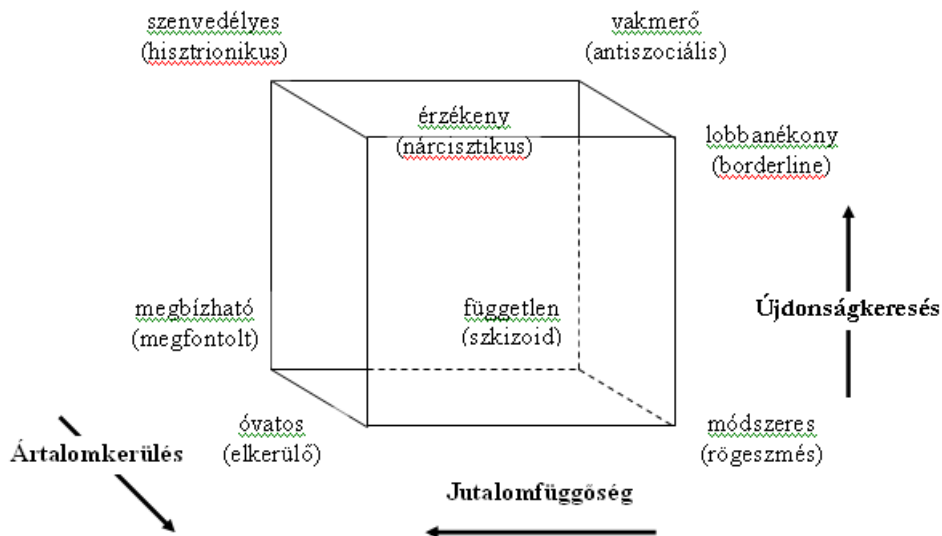 szenvedélyes
(hisztrionikus)
vakmerő
(antiszociális)
érzékeny
(nárcisztikus)
lobbanékony
(borderline)
megbízható
(megfontolt)
független
(szkizoid)
Újdonságkeresés
óvatos
(elkerülő)
módszeres
(rögeszmés)
Ártalomkerülés
Jutalomfüggőség